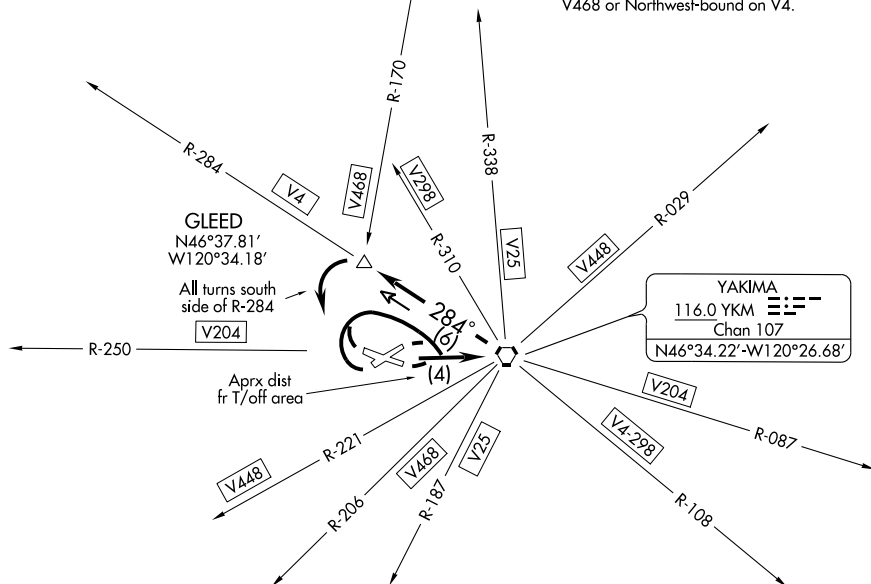 V468 or Northwest-bound on V4.
R-170
R-338
R-284
V4
V468
V298
R-029
GLEED
N46°37.81'
W120°34.18'
R-310
V25
V448
All turns south
side of R-284
284°
(6)
YAKIMA
116.0 YKM
Chan 107
N46°34.22'-W120°26.68'
V204
R-250
(4)
Aprx dist
fr T/off area
V204
R-087
R-221
V448
V468
V25
V4-298
R-206
R-187
R-108